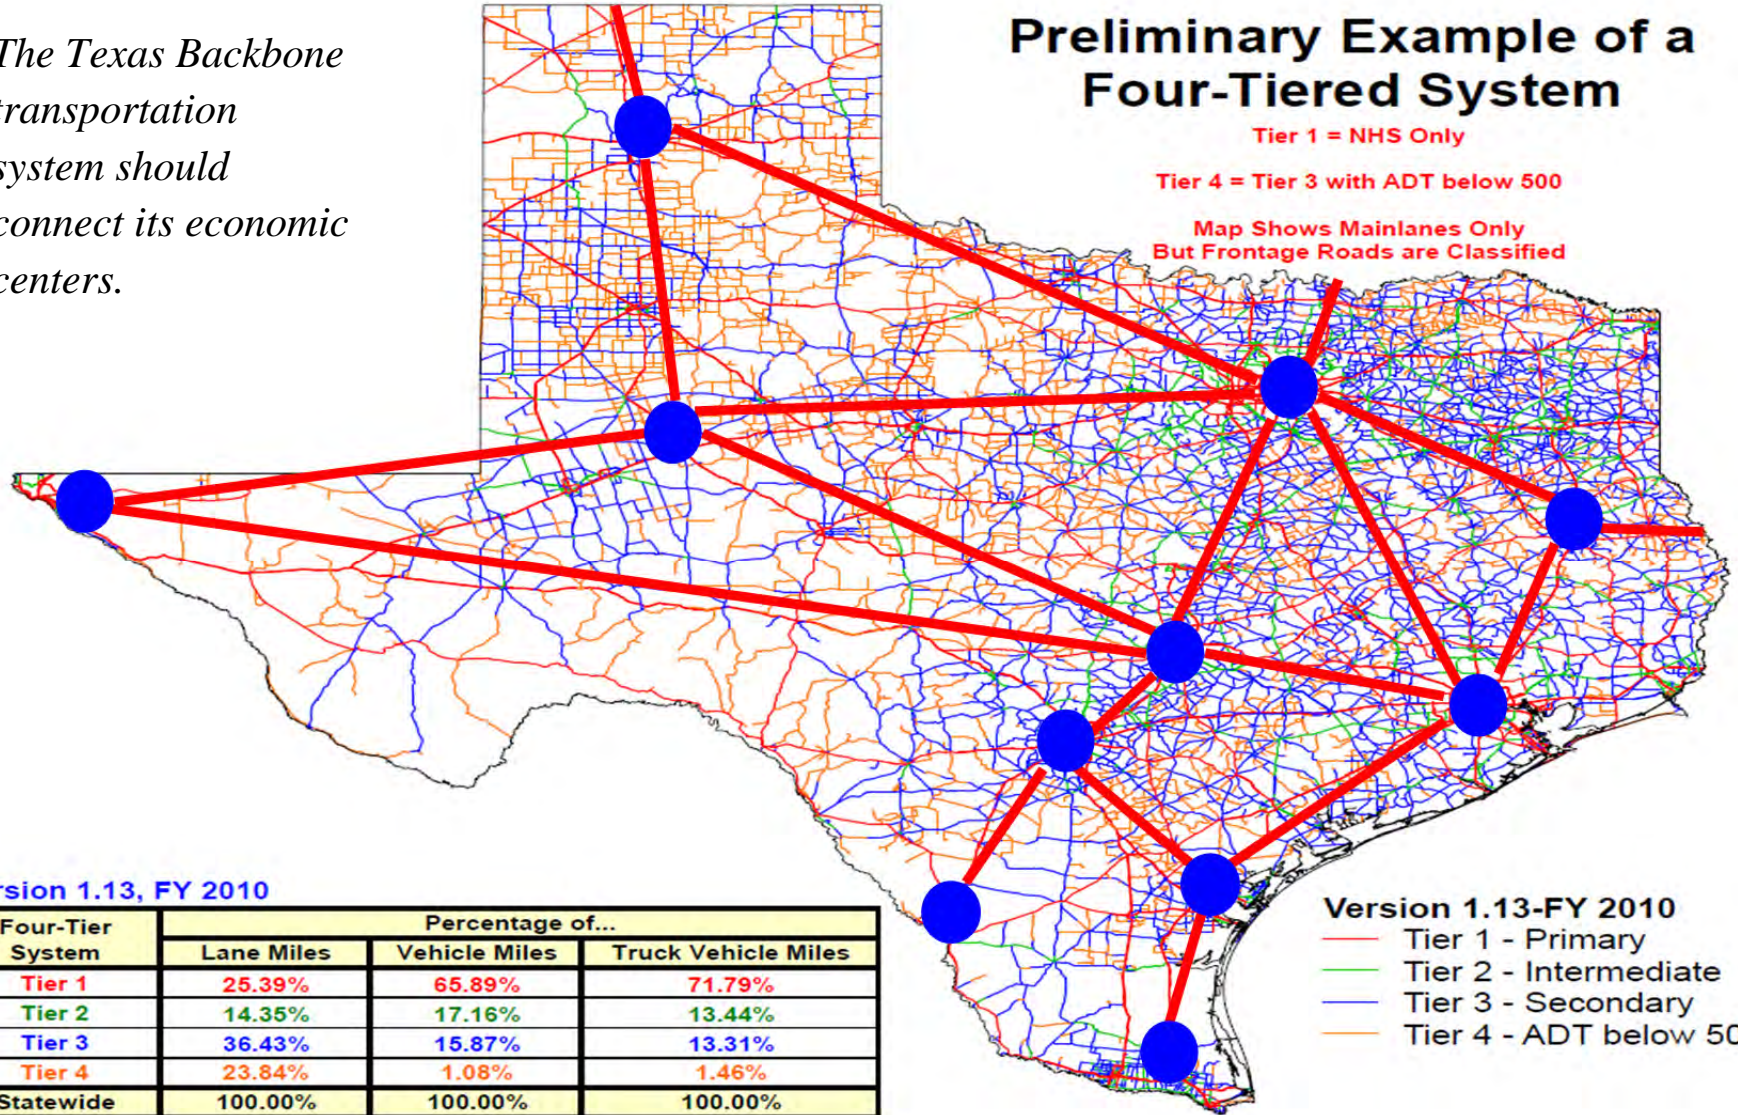 The Texas Backbone
transportation
system should
connect its economic
centers.
Preliminary Example of a
Four-Tiered System
Tier 1 = NHS Only
Tier 4 = Tier 3 with ADT below 500
Map Shows Mainlanes Only
But Frontage Roads are Classified
rsion 1.13, FY 2010
Four-Tier System Percentage of...
Lane Miles Vehicle Miles Truck Vehicle Miles
Tier 1 25.39% 65.89% 71.79%
Tier 2 14.35% 17.16% 13.44%
Tier 3 36.43% 15.87% 13.31%
Tier 4 23.84% 1.08% 1.46%
Statewide 100.00% 100.00% 100.00%
Version 1.13-FY 2010
Tier 1 - Primary
Tier 2 - Intermediate
Tier 3 - Secondary
Tier 4 - ADT below 50